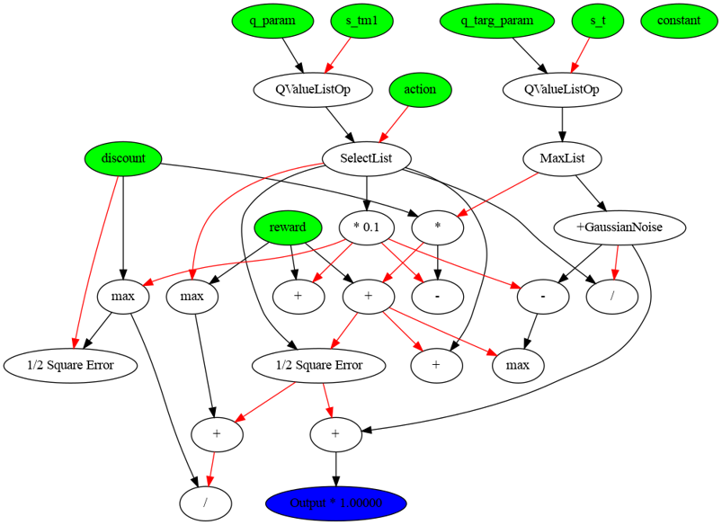 q_param
s_tm1
q_targ_param
s_t
constant
QValueListOp
action
QValueListOp
discount
SelectList
MaxList
reward
* 0.1
*
+GaussianNoise
max
max
+
+
-
-
/
1/2 Square Error
1/2 Square Error
+
max
+
+
/
Output * 1.00000